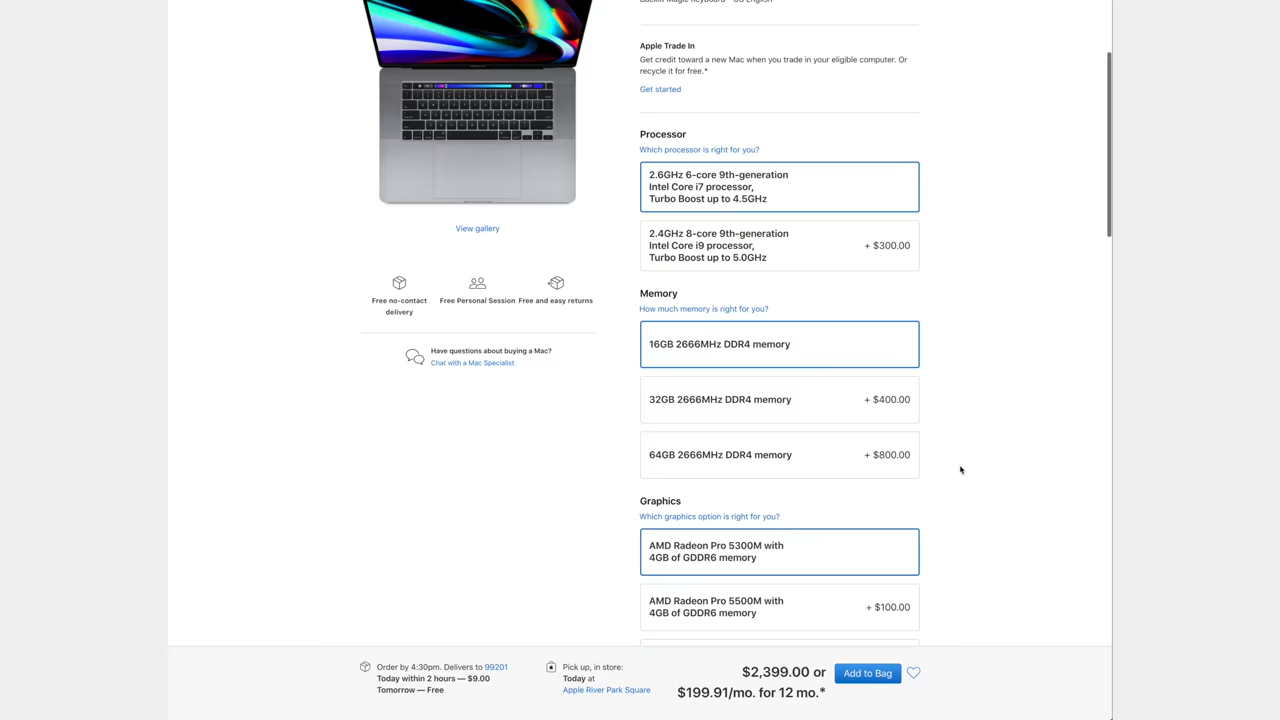 Backlit Magic Keyboard - US English
Apple Trade In
Get credit toward a new Mac when you trade in your eligible computer. Or
recycle it for free.*
Get started
Processor
Which processor is right for you?
2.6GHz 6-core 9th-generation
Intel Core i7 processor,
Turbo Boost up to 4.5GHz
2.4GHz 8-core 9th-generation
Intel Core i9 processor,
Turbo Boost up to 5.0GHz
+ $300.00
View gallery
Free no-contact
delivery
Free Personal Session
Free and easy returns
Have questions about buying a Mac?
Chat with a Mac Specialist
Memory
How much memory is right for you?
16GB 2666MHz DDR4 memory
32GB 2666MHz DDR4 memory
+ $400.00
64GB 2666MHz DDR4 memory
+ $800.00
Graphics
Which graphics option is right for you?
AMD Radeon Pro 5300M with
4GB of GDDR6 memory
AMD Radeon Pro 5500M with
4GB of GDDR6 memory
+ $100.00
Order by 4:30pm. Delivers to 99201
Today within 2 hours — $9.00
Tomorrow — Free
Pick up, in store:
Today at
Apple River Park Square
$2,399.00 or
$199.91/mo. for 12 mo.*
Add to Bag